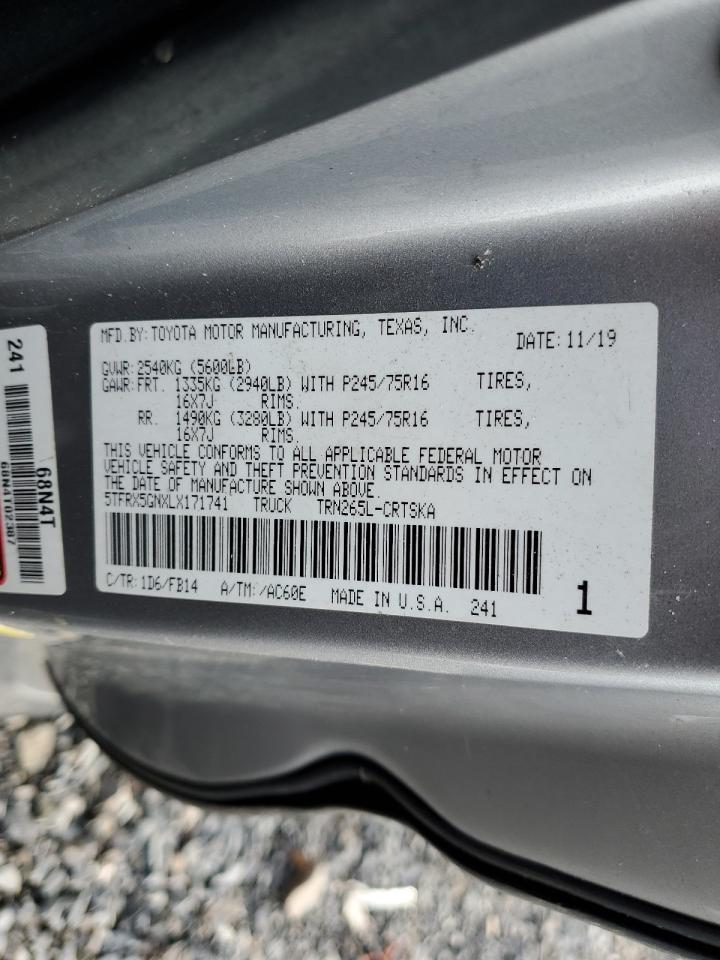 MFD.BY:TOYOTA MOTOR MANUFACTURING, TEXAS, INC.
DATE:11/19
GVWR:2540KG (5600LB)
GAWR:FRT. 1335KG (2940LB) WITH P245/75R16 TIRES,
16X7J RIMS.
RR. 1490KG (3280LB) WITH P245/75R16 TIRES,
16X7J RIMS.
THIS VEHICLE CONFORMS TO ALL APPLICABLE FEDERAL MOTOR
VEHICLE SAFETY AND THEFT PREVENTION STANDARDS IN EFFECT ON
THE DATE OF MANUFACTURE SHOWN ABOVE.
5TFRX5GNXLX171741 TRUCK TRN265L-CRTSKA
C/TR:1D6/FB14 A/TM:/AC60E MADE IN U.S.A. 241
1
241
68N4T
68N4102387